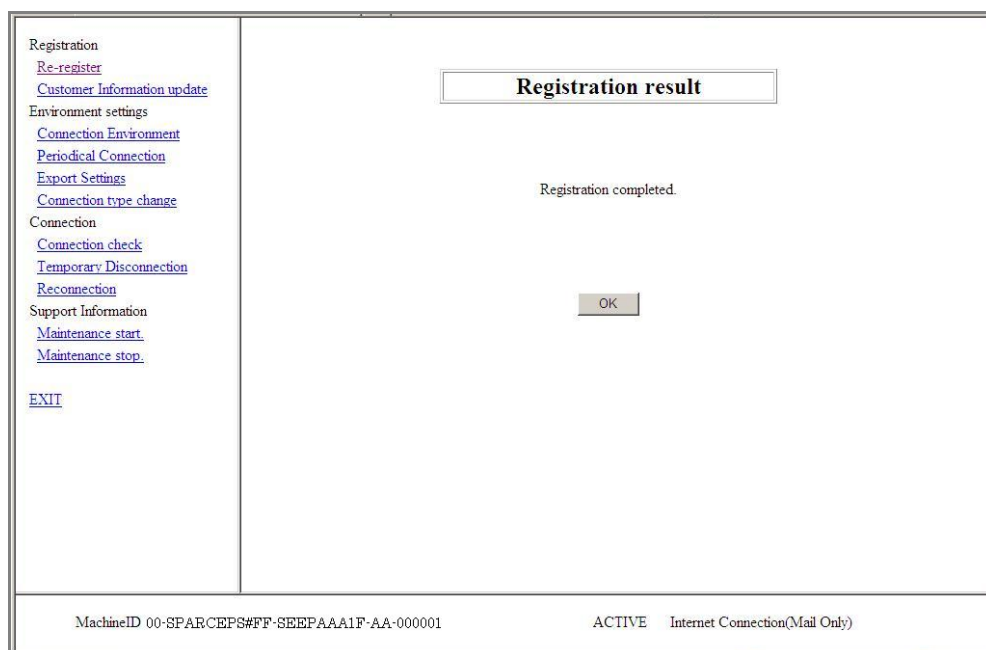 Registration
Re-register
Customer Information update
Environment settings
Connection Environment
Periodical Connection
Export Settings
Connection type change
Connection
Connection check
Temporary Disconnection
Reconnection
Support Information
Maintenance start.
Maintenance stop.
EXIT
Registration result
Registration completed.
OK
MachineID 00-SPARCEPS#FF-SEEPAAA1F-AA-000001 ACTIVE Internet Connection(Mail Only)